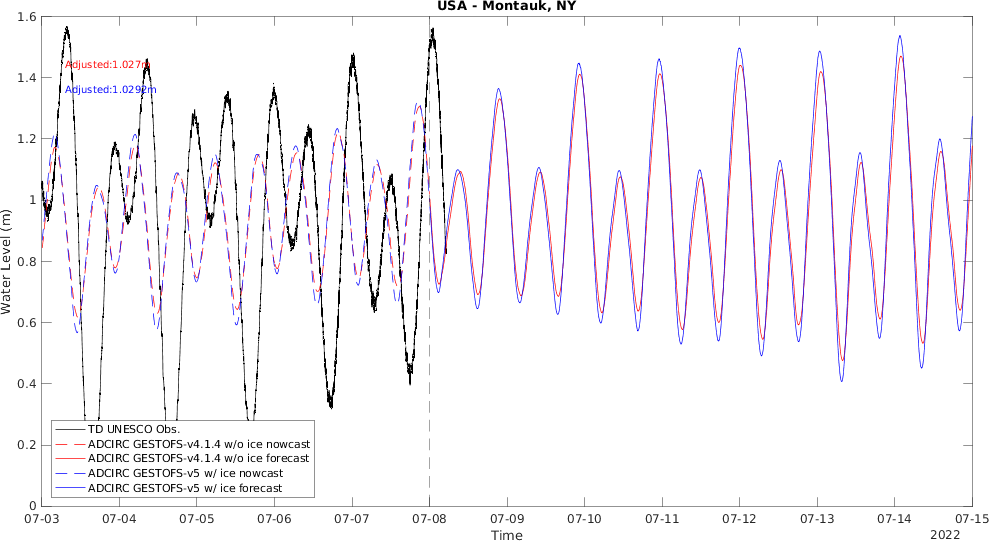 USA - Montauk, NY
1.6
1.4
1.2
1
0.8
0.6
0.4
0.2
0
Water Level (m)
Adjusted:1.027m
Adjusted:1.0292m
TD UNESCO Obs.
ADCIRC GESTOFS-v4.1.4 w/o ice nowcast
ADCIRC GESTOFS-v4.1.4 w/o ice forecast
ADCIRC GESTOFS-v5 w/ ice nowcast
ADCIRC GESTOFS-v5 w/ ice forecast
07-03 07-04 07-05 07-06 07-07 07-08 07-09 07-10 07-11 07-12 07-13 07-14 07-15
Time
2022